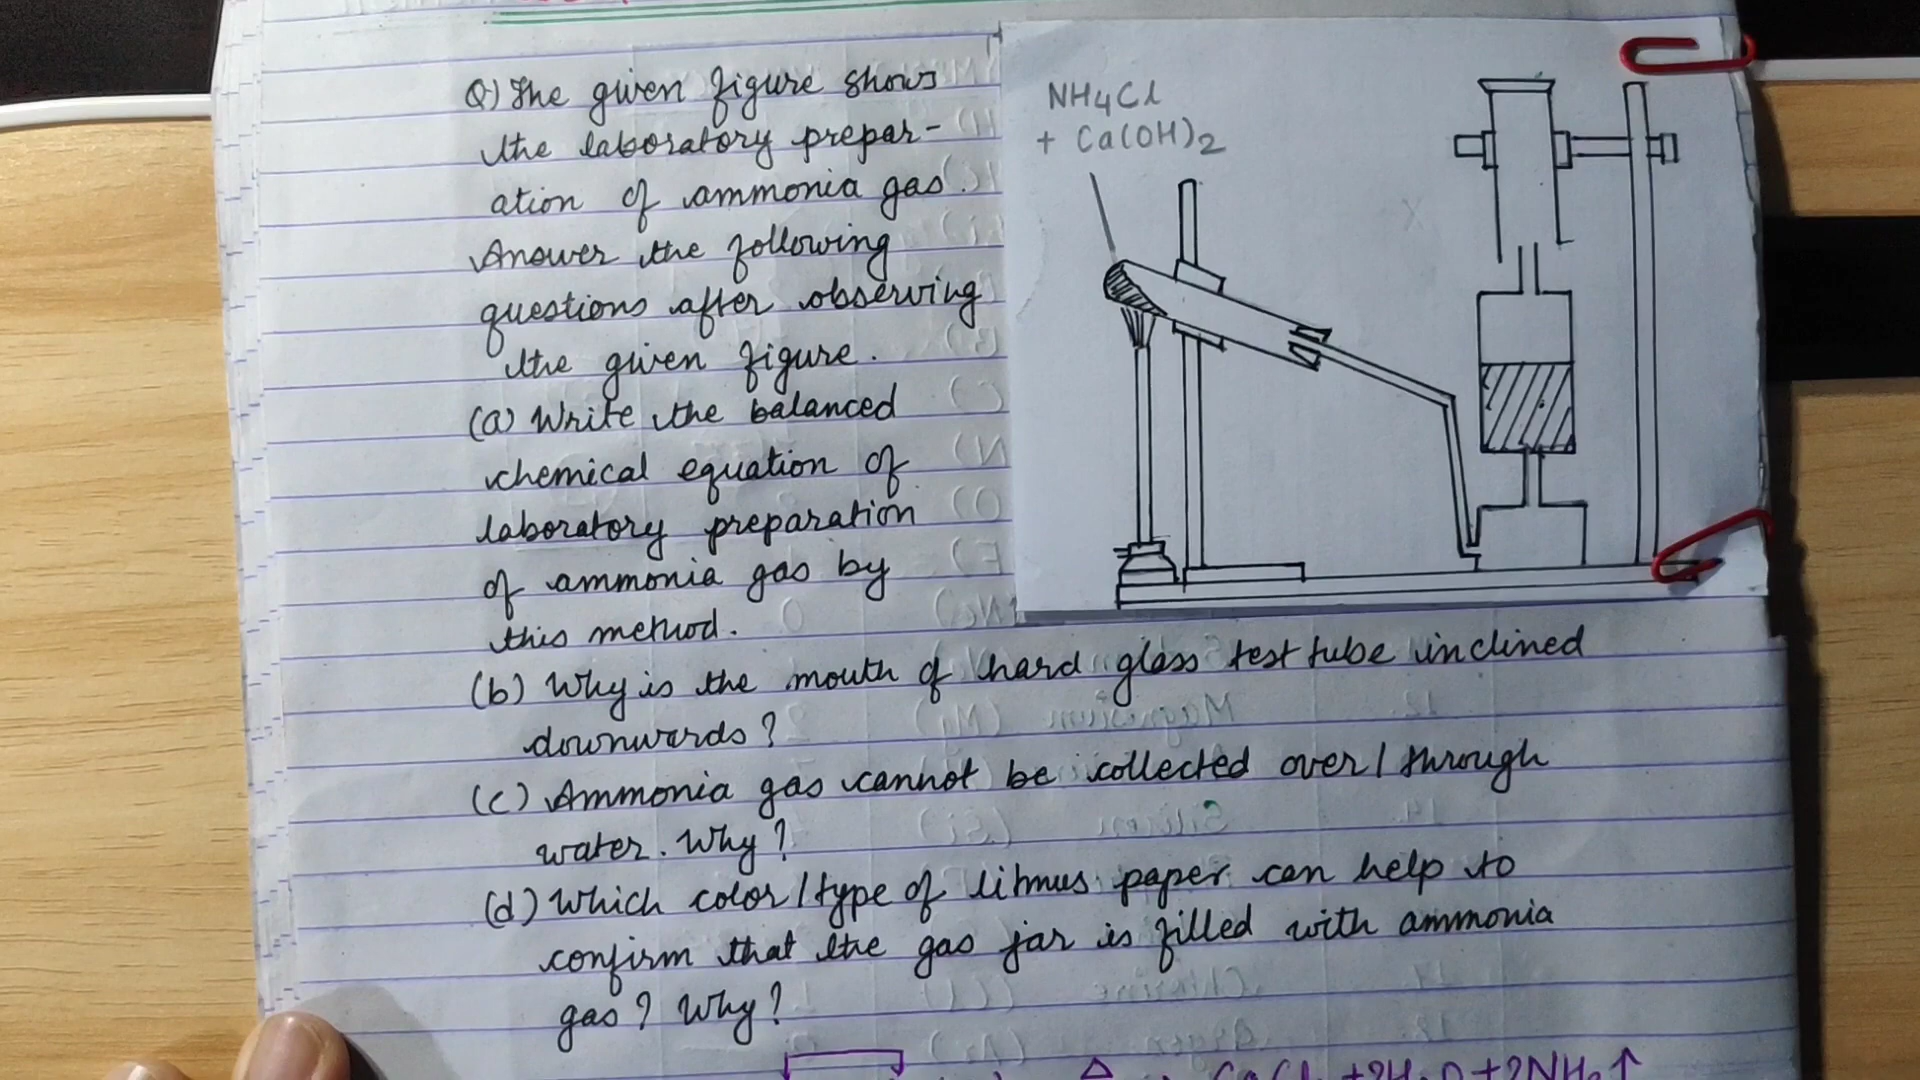 Q) The given figure shows
the laboratory prepar-
ation of ammonia gas.
Answer the following
questions after observing
the given figure.
(a) Write the balanced
chemical equation of
laboratory preparation
of ammonia gas by
this method.
NH4Cl
+ Ca(OH)2
(b) Why is the mouth of hard glass test tube inclined
downwards?
(c) Ammonia gas cannot be collected over/through
water. Why?
(d) Which color/type of litmus paper can help to
confirm that the gas jar is filled with ammonia
gas? Why?
Δ CaCl2 +2H2O+2NH3↑